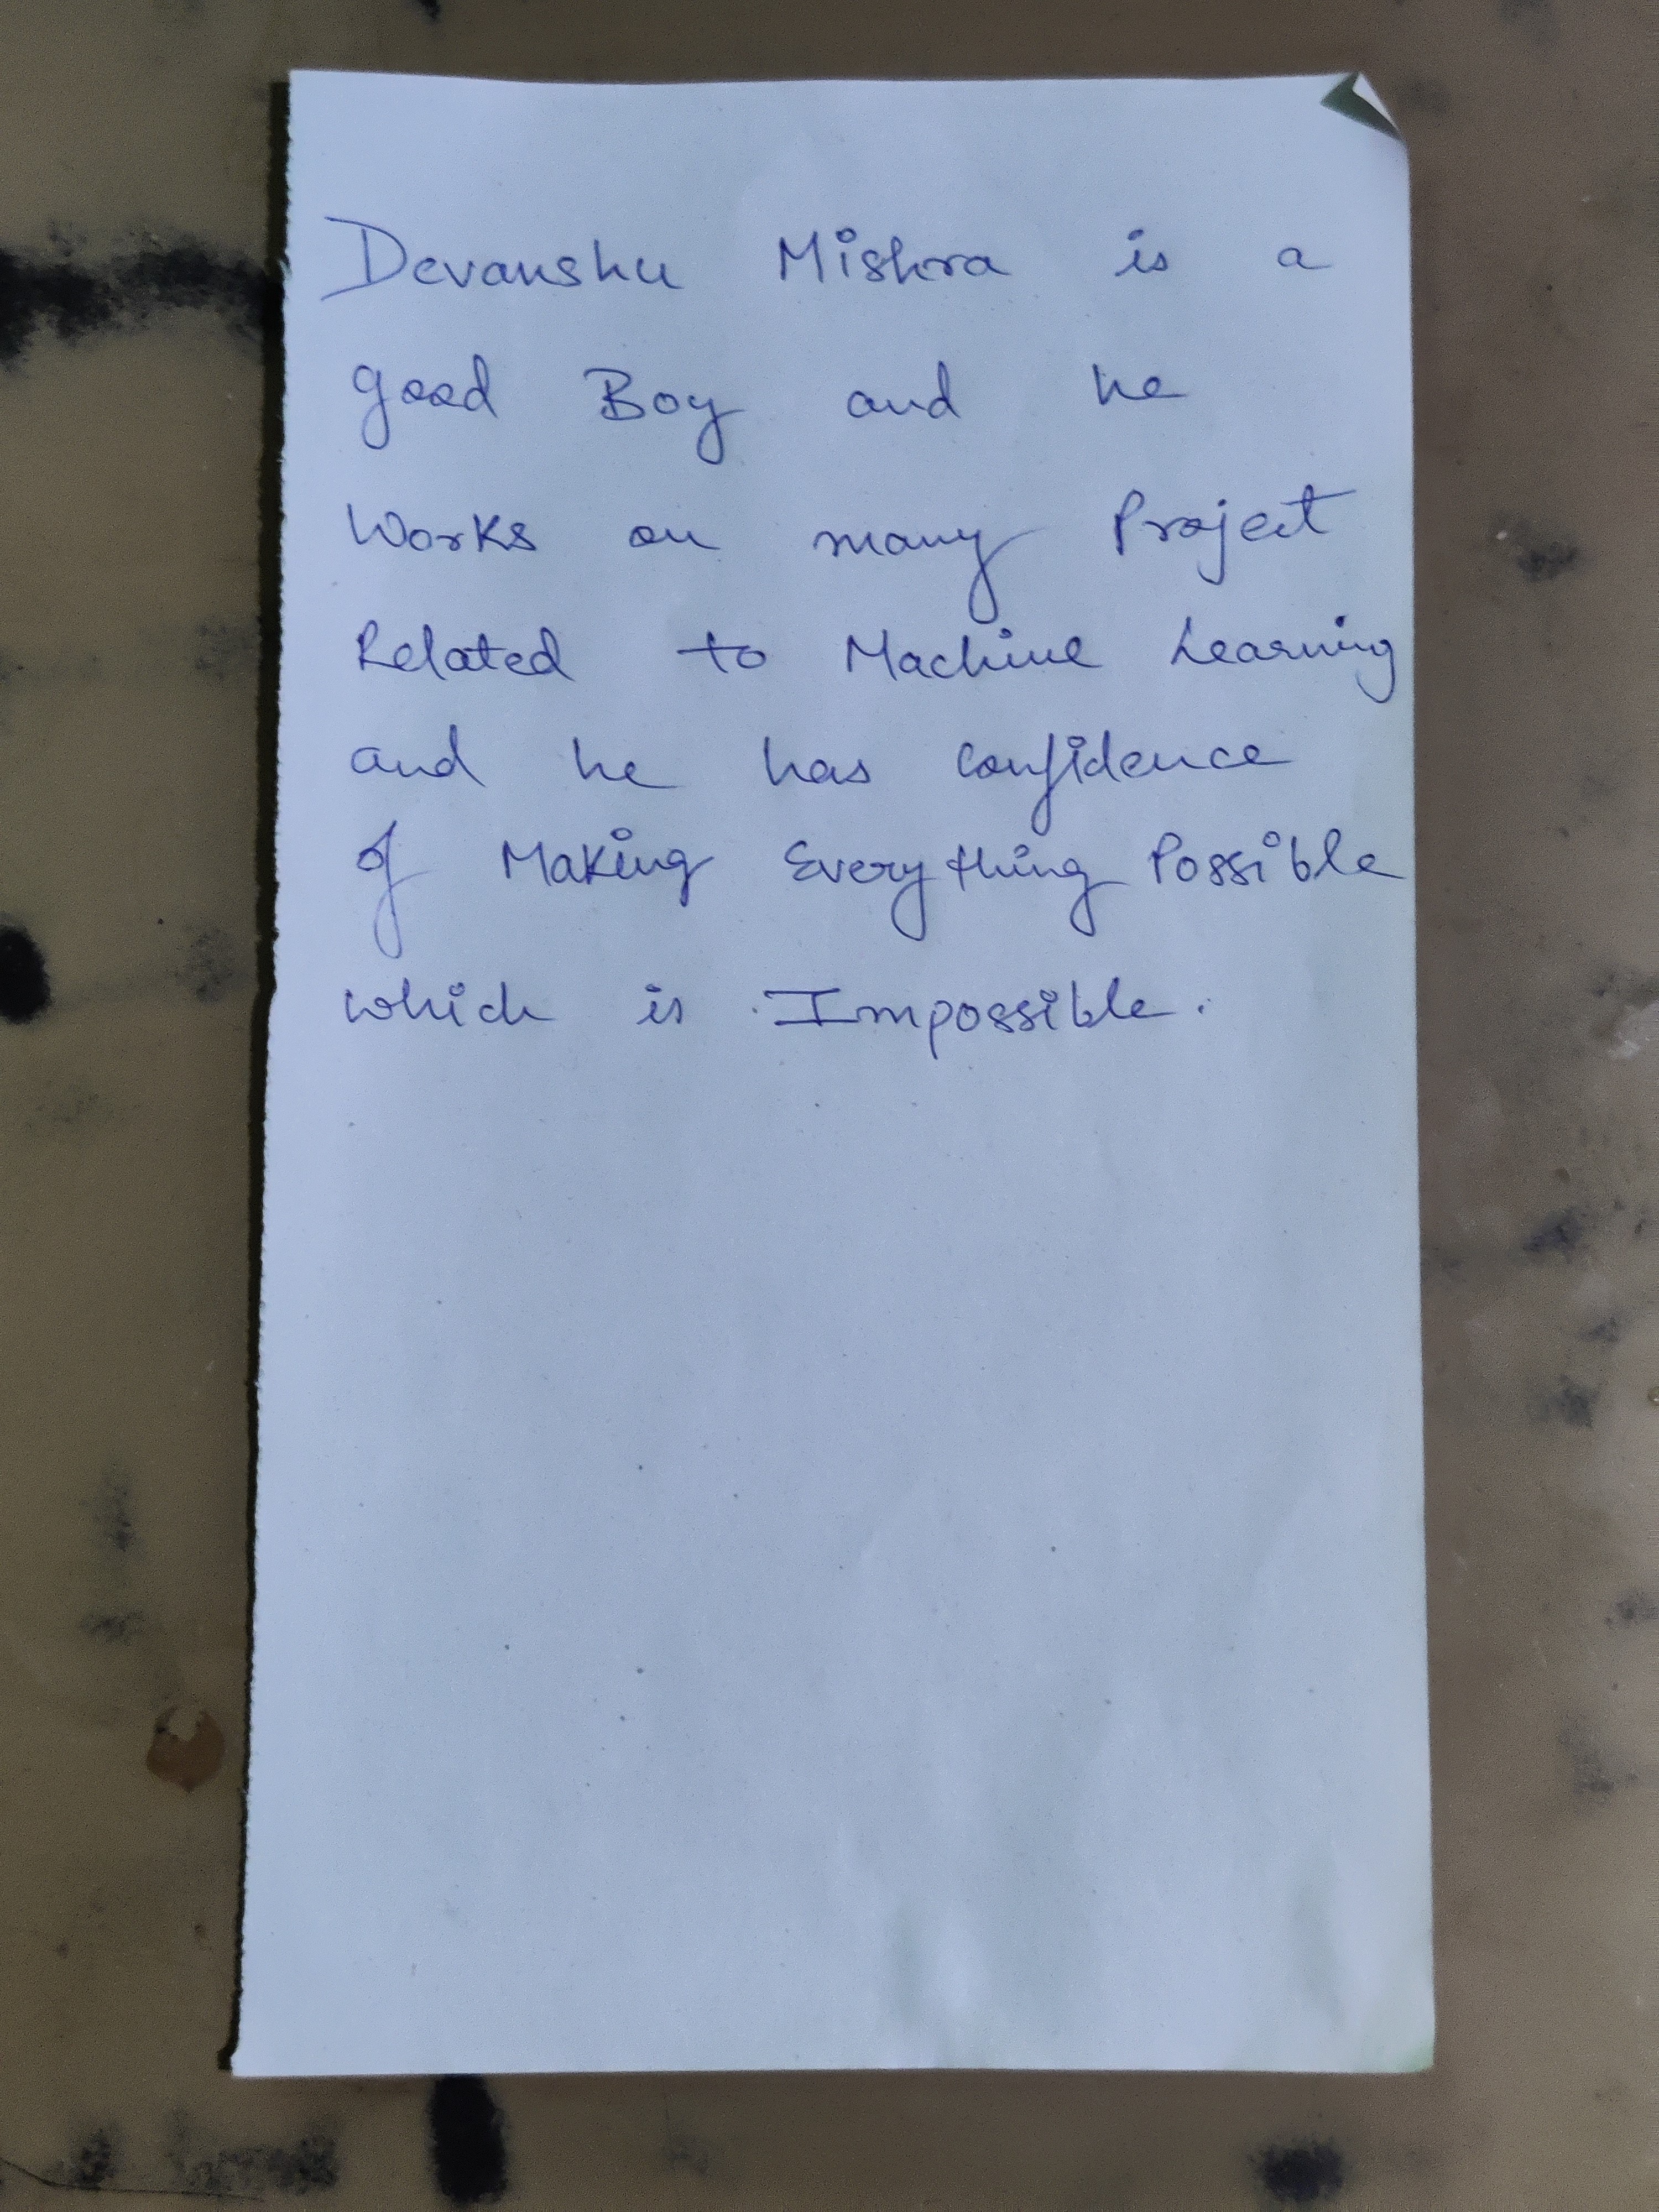 Devanshu Mishra is a
good Boy and he
Works on many Project
Related to Machine Learning
and he has confidence
of Making Everything Possible
which is Impossible.